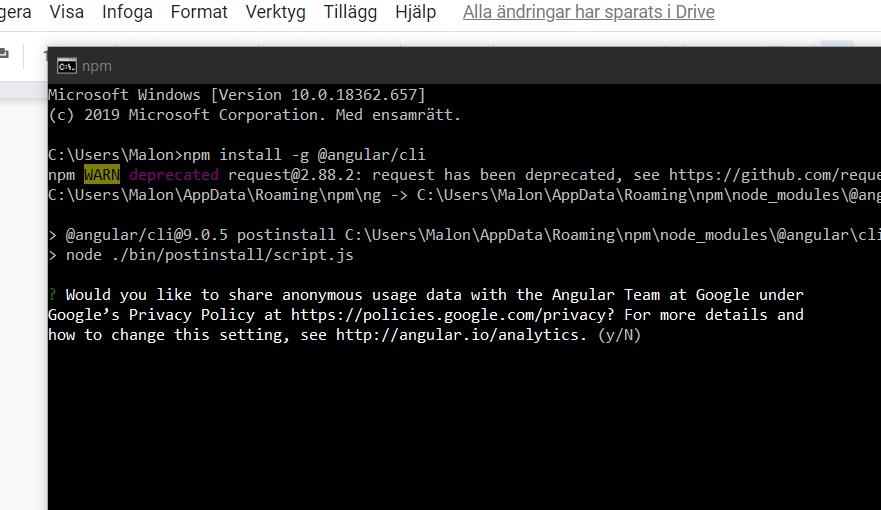 Visa Infoga Format Verktyg Tillägg Hjälp Alla ändringar har sparats i Drive
npm
Microsoft Windows [Version 10.0.18362.657]
(c) 2019 Microsoft Corporation. Med ensamrätt.
C:\Users\Malon>npm install -g @angular/cli
npm WARN deprecated request@2.88.2: request has been deprecated, see https://github.com/reque
C:\Users\Malon\AppData\Roaming\npm\ng -> C:\Users\Malon\AppData\Roaming\npm\node_modules\@ang
> @angular/cli@9.0.5 postinstall C:\Users\Malon\AppData\Roaming\npm\node_modules\@angular\cli
> node ./bin/postinstall/script.js
? Would you like to share anonymous usage data with the Angular Team at Google under
Google’s Privacy Policy at https://policies.google.com/privacy? For more details and
how to change this setting, see http://angular.io/analytics. (y/N)